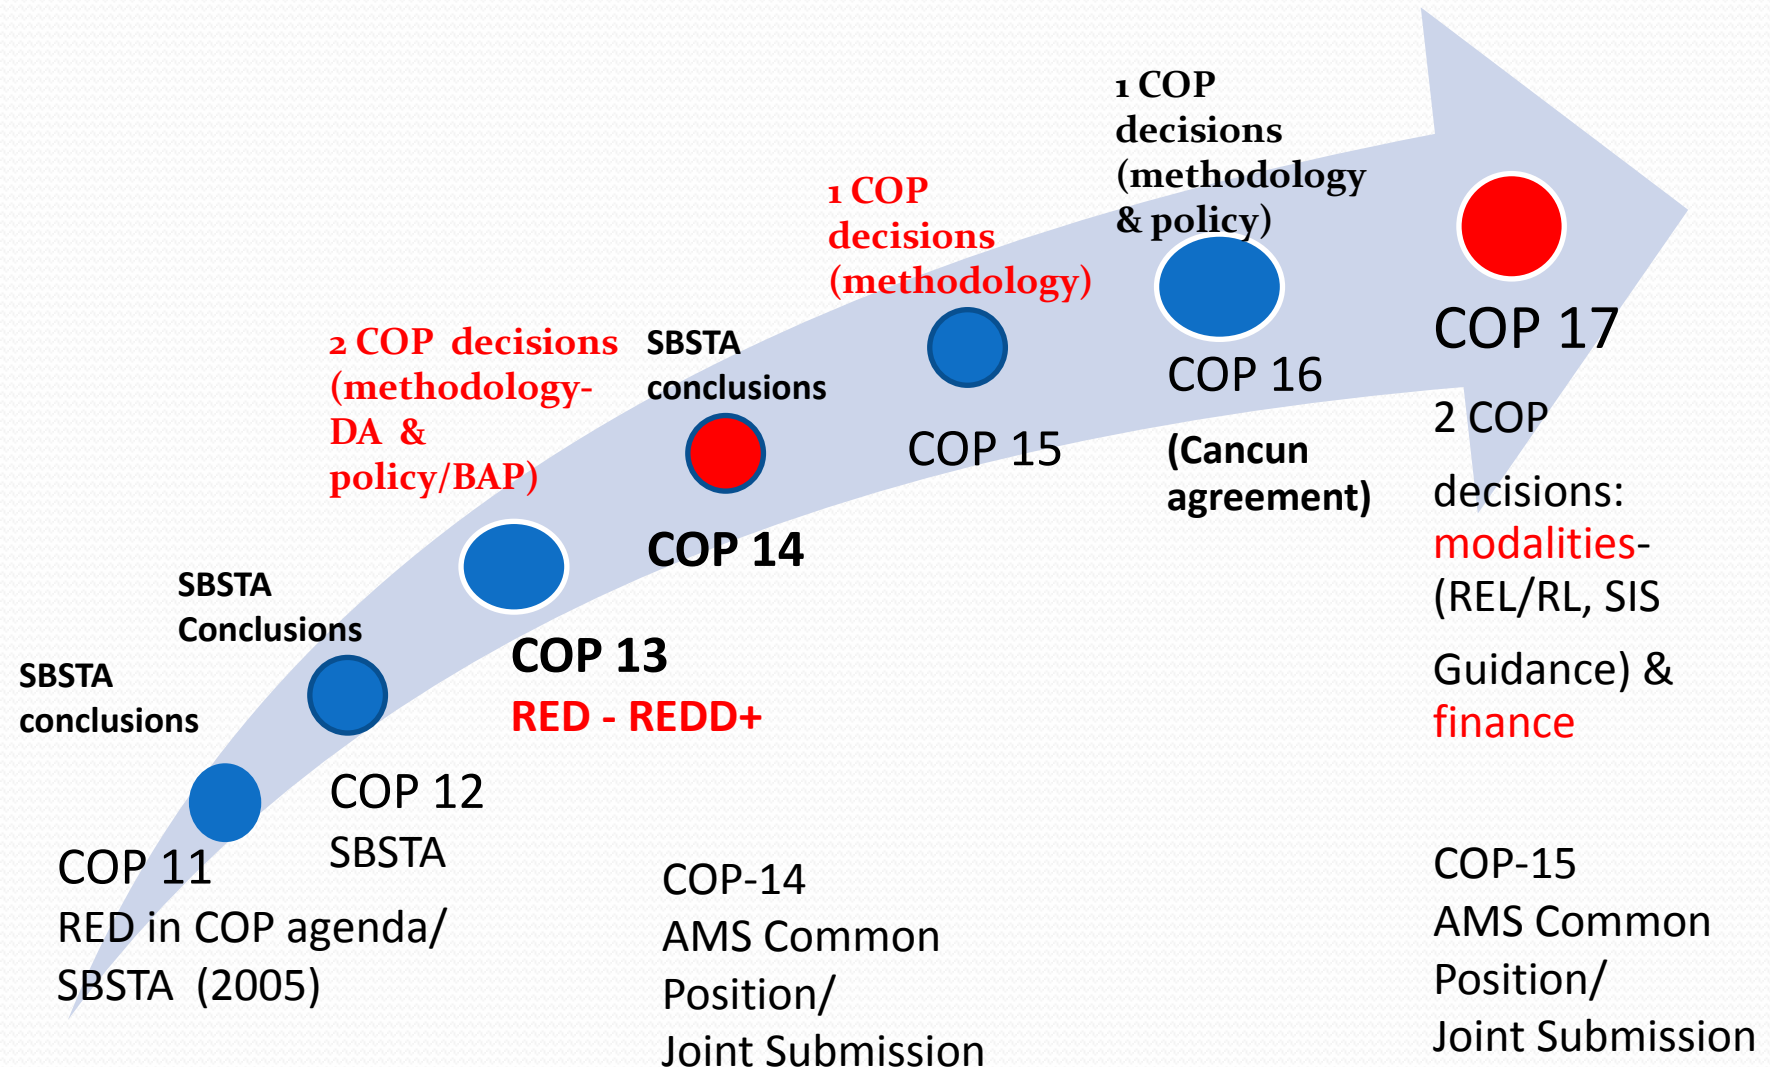 SBSTA
conclusions
COP 11
RED in COP agenda/
SBSTA (2005)
SBSTA
Conclusions
COP 12
SBSTA
2 COP decisions
(methodology-
DA &
policy/BAP)
COP 13
RED - REDD+
SBSTA
conclusions
COP 14
COP-14
AMS Common
Position/
Joint Submission
1 COP
decisions
(methodology)
COP 15
1 COP
decisions
(methodology
& policy)
COP 16
(Cancun
agreement)
COP 17
2 COP
decisions:
modalities-
(REL/RL, SIS
Guidance) &
finance
COP-15
AMS Common
Position/
Joint Submission